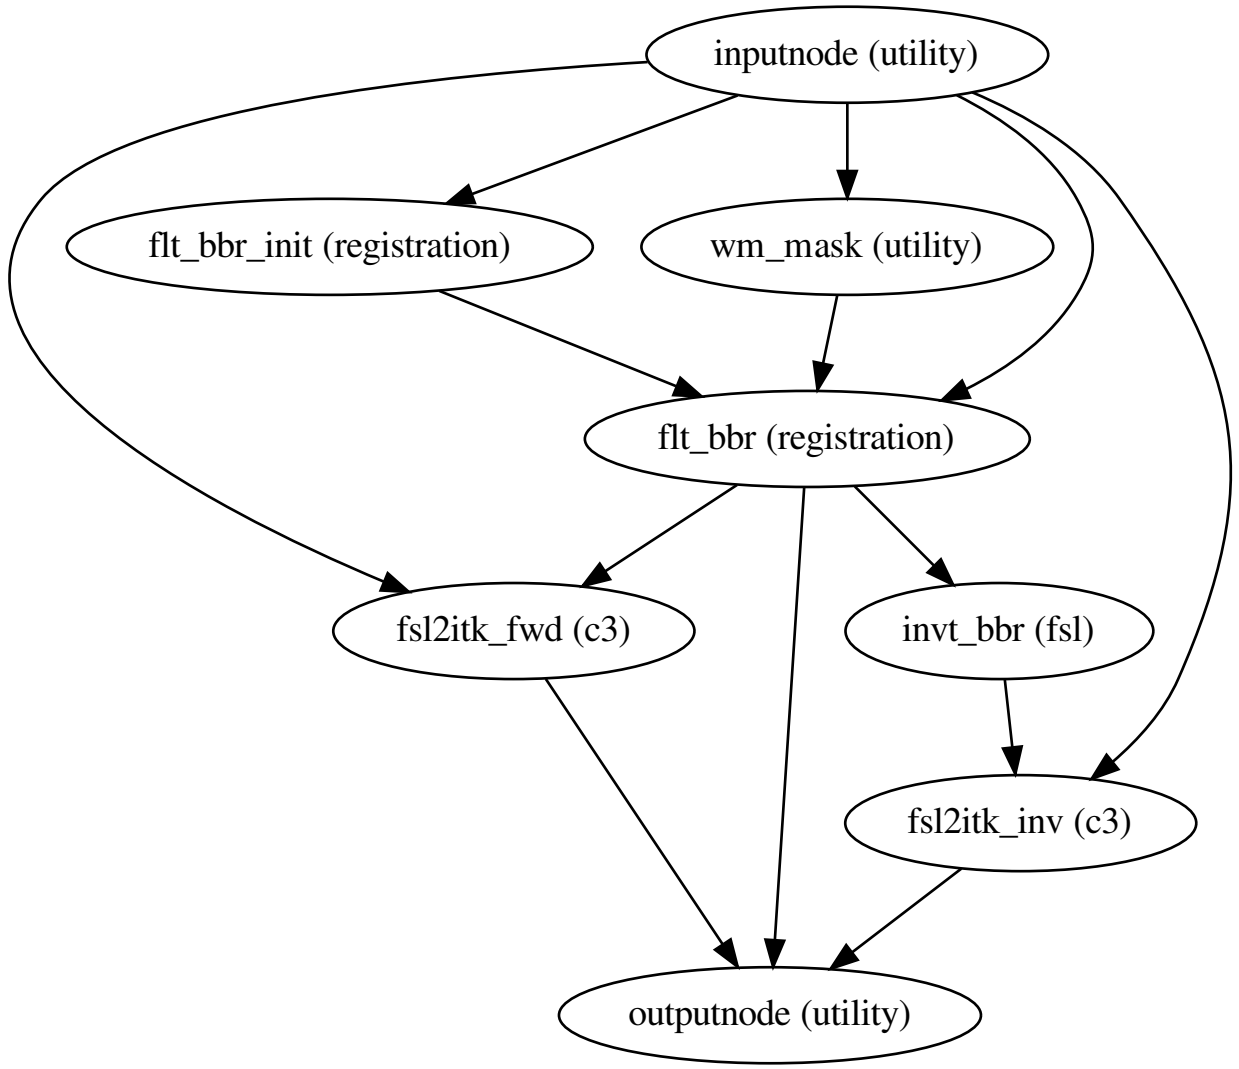 inputnode (utility)
flt_bbr_init (registration)
wm_mask (utility)
flt_bbr (registration)
fsl2itk_fwd (c3)
invt_bbr (fsl)
fsl2itk_inv (c3)
outputnode (utility)